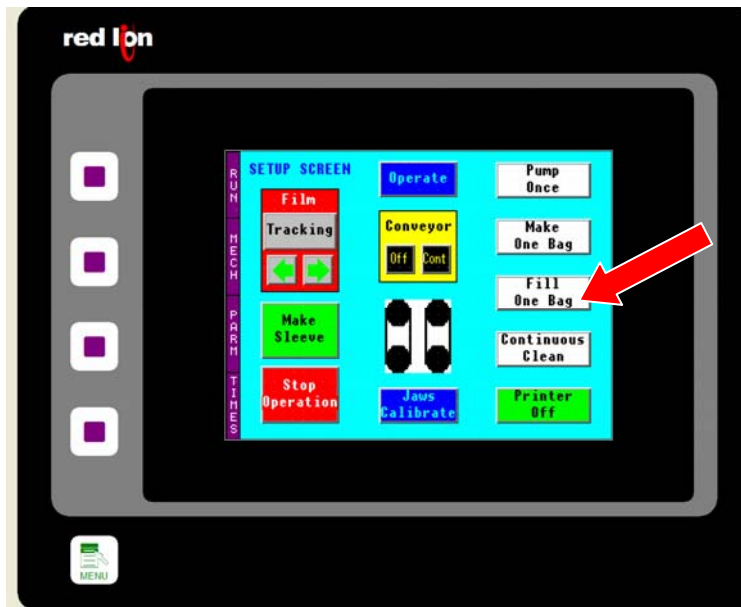 red lion
RUN
MECH
PARM
TIMES
SETUP SCREEN
Film
Tracking
Make
Sleeve
Stop
Operation
Operate
Conveyor
Off Cont
Jaws
Calibrate
Pump
Once
Make
One Bag
Fill
One Bag
Continuous
Clean
Printer
Off
MENU